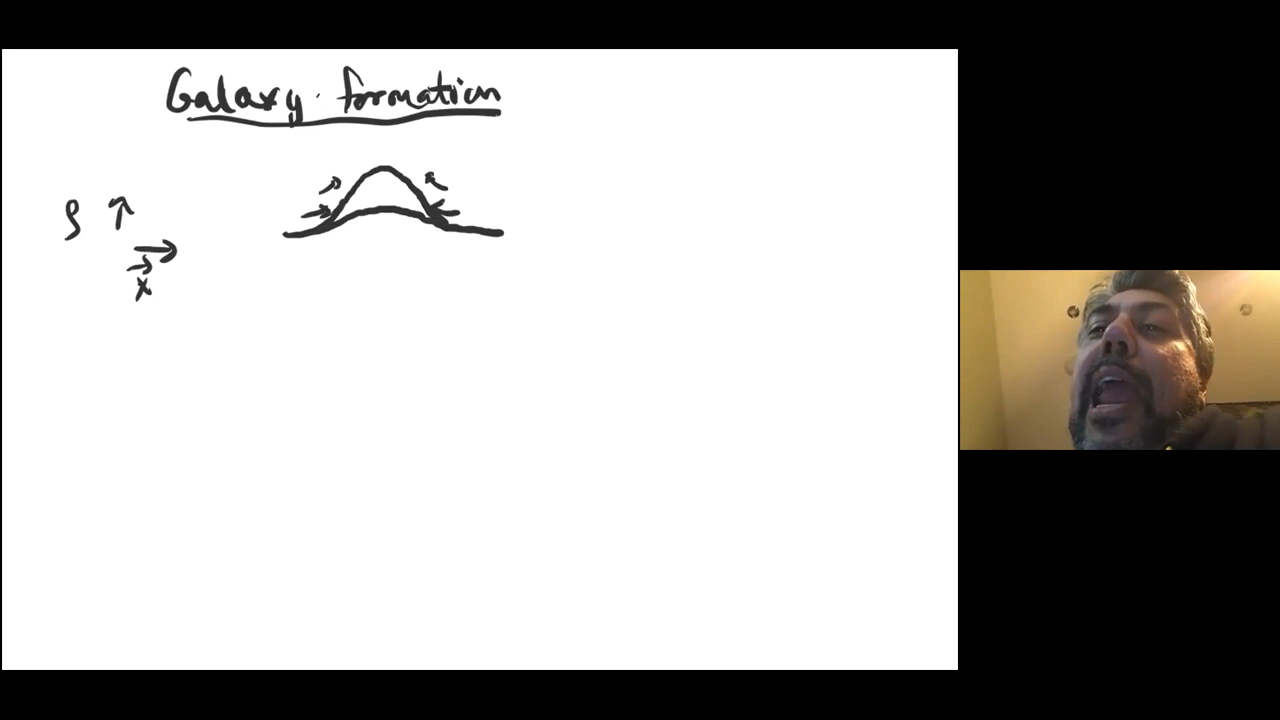 Galaxy formation
ρ ↑
→
x⃗